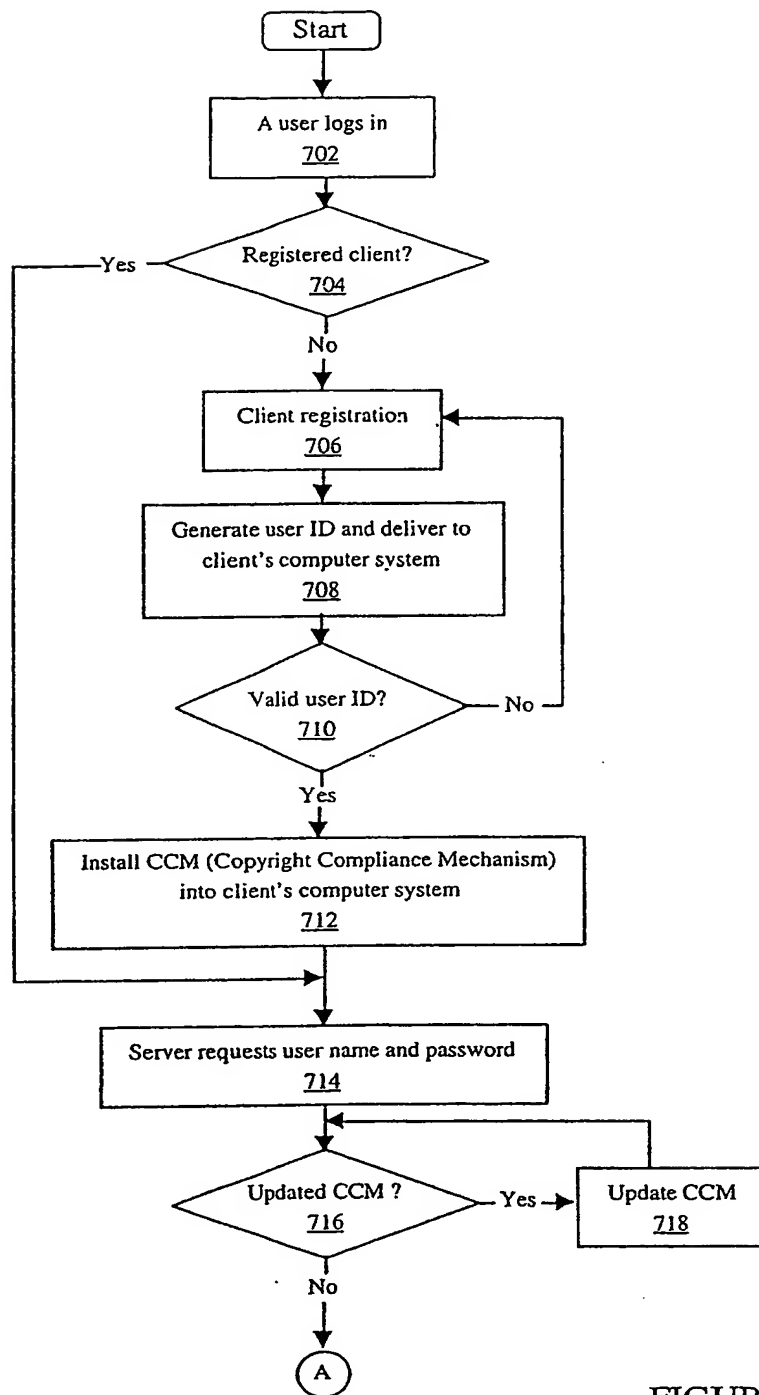 Start
A user logs in
702
Registered client?
704
Yes
No
Client registration
706
Generate user ID and deliver to
client's computer system
708
Valid user ID?
710
No
Yes
Install CCM (Copyright Compliance Mechanism)
into client's computer system
712
Server requests user name and password
714
Updated CCM ?
716
Yes
Update CCM
718
No
A
FIGUR